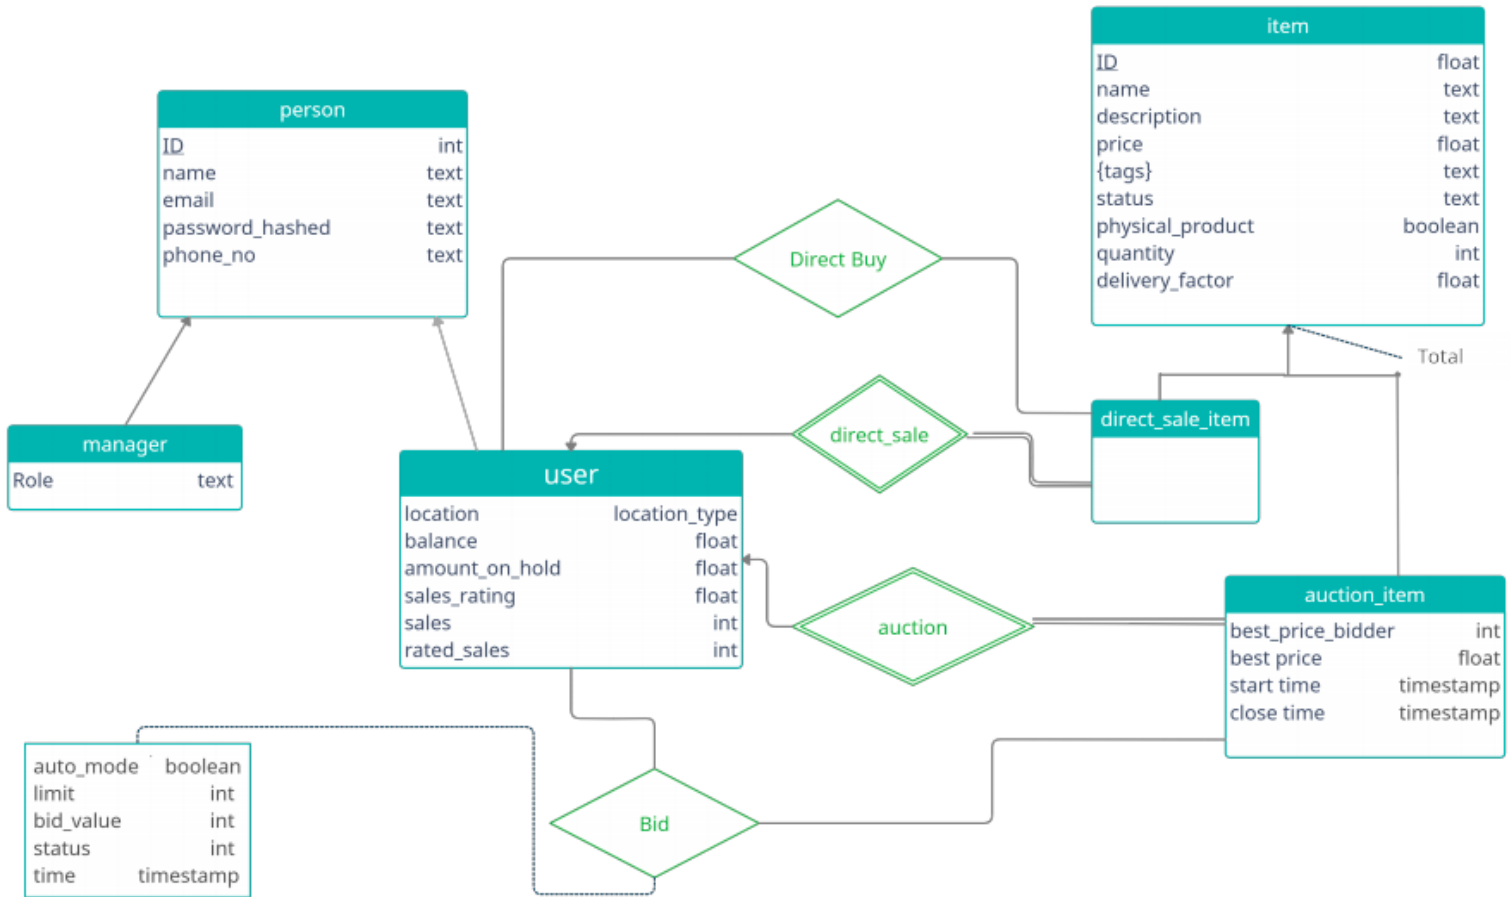 item
ID float
name text
description text
price float
{tags} text
status text
physical_product boolean
quantity int
delivery_factor float
person
ID int
name text
email text
password_hashed text
phone_no text
Direct Buy
Total
manager
Role text
direct_sale
direct_sale_item
user
location location_type
balance float
amount_on_hold float
sales_rating float
sales int
rated_sales int
auction
auction_item
best_price_bidder int
best price float
start time timestamp
close time timestamp
auto_mode boolean
limit int
bid_value int
status int
time timestamp
Bid